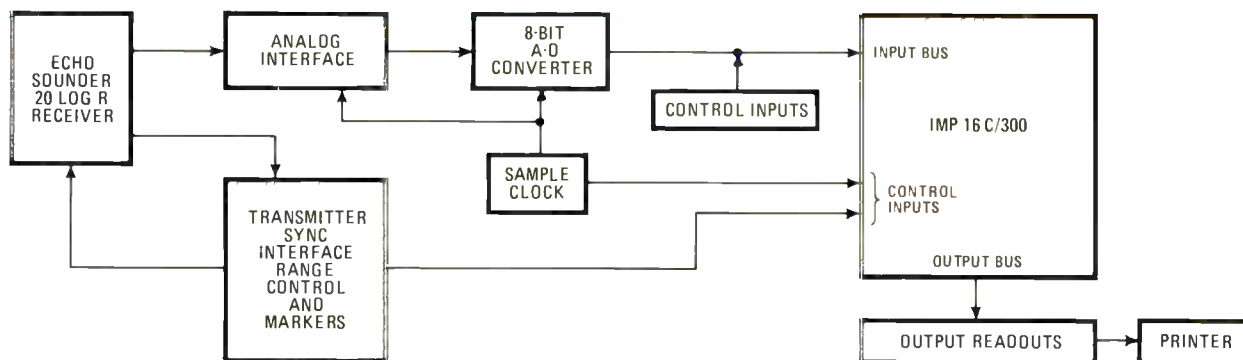 ECHO
SOUNDER
20 LOG R
RECEIVER
ANALOG
INTERFACE
8-BIT
A-D
CONVERTER
CONTROL INPUTS
INPUT BUS
IMP 16 C/300
SAMPLE
CLOCK
CONTROL
INPUTS
TRANSMITTER
SYNC
INTERFACE
RANGE
CONTROL
AND
MARKERS
OUTPUT BUS
OUTPUT READOUTS
PRINTER